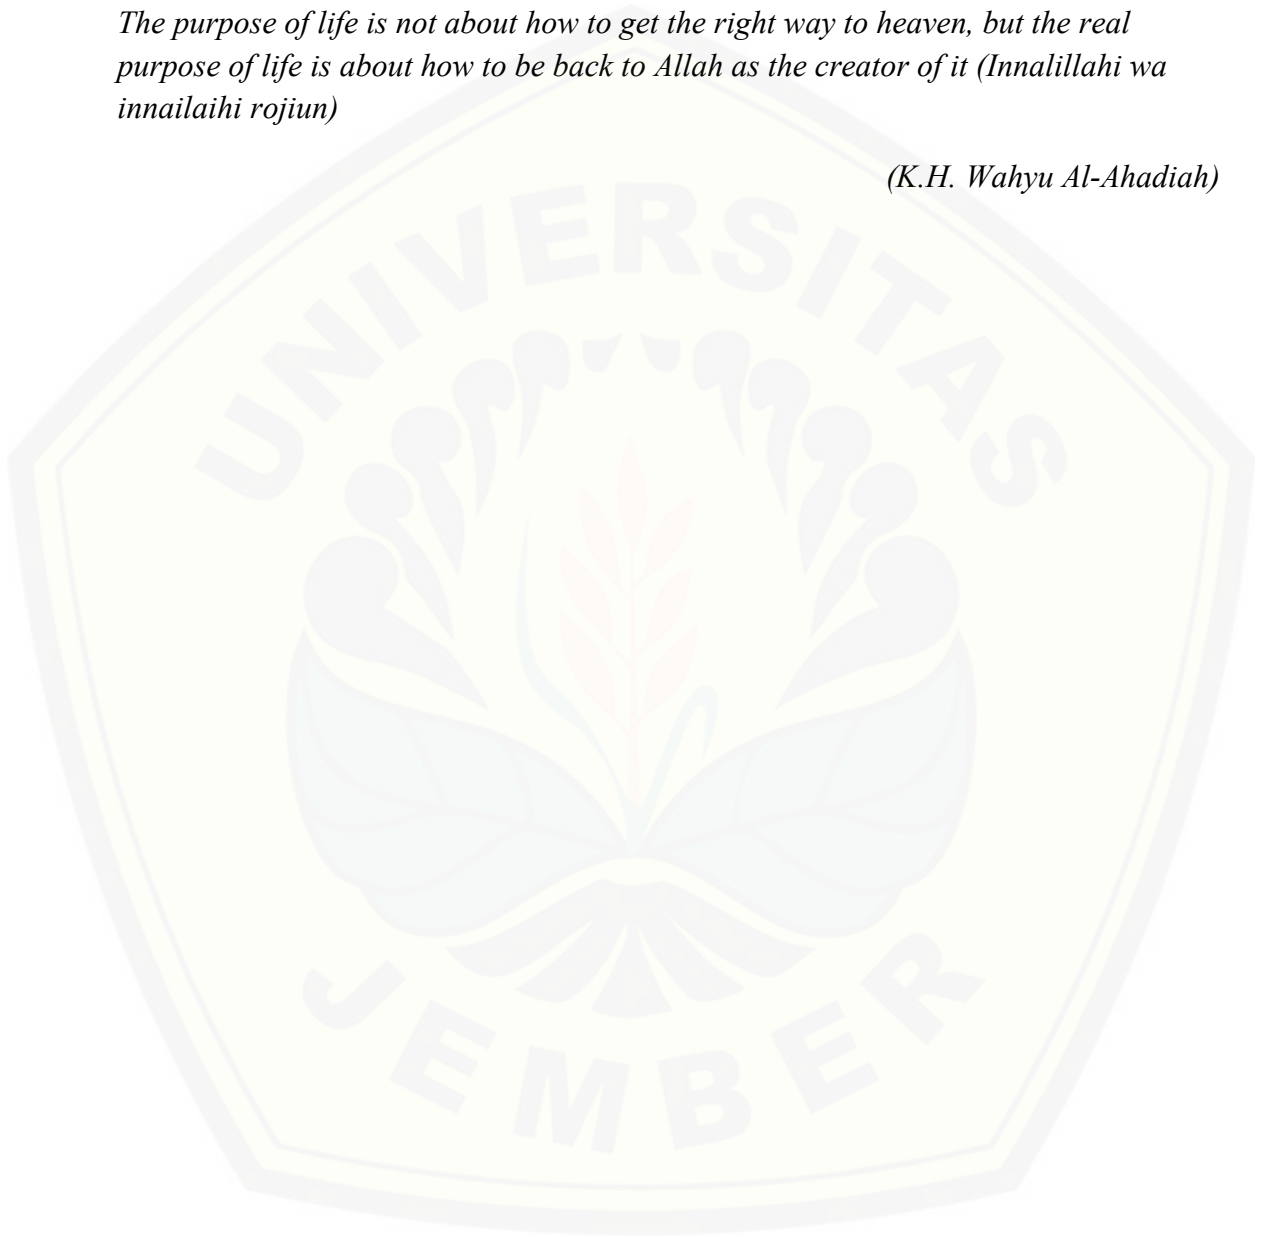 The purpose of life is not about how to get the right way to heaven, but the real
purpose of life is about how to be back to Allah as the creator of it (Innalillahi wa
innailaihi rojiun)
(K.H. Wahyu Al-Ahadiah)
UNIVERSITAS
JEMBER